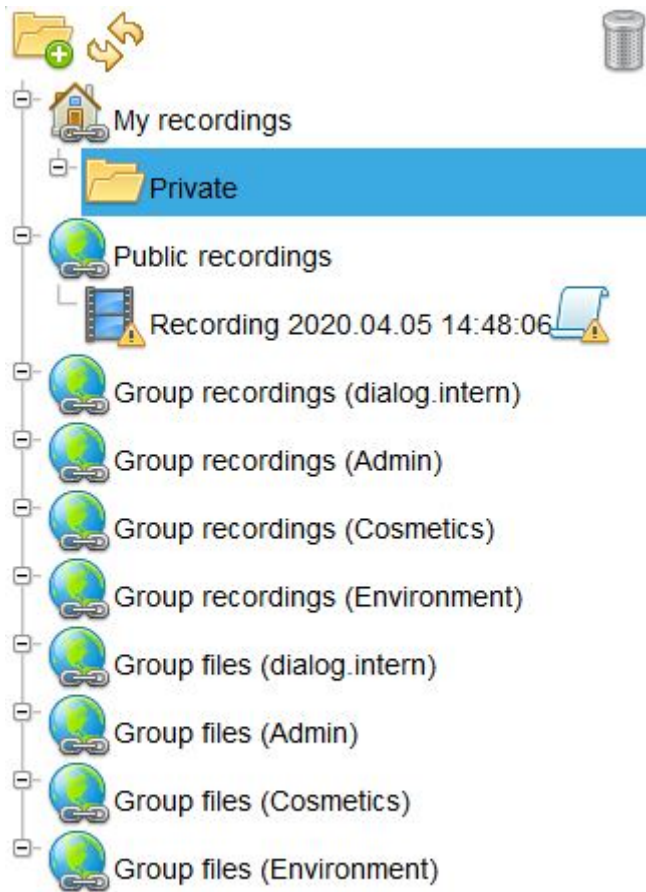 My recordings
Private
Public recordings
Recording 2020.04.05 14:48:06
Group recordings (dialog.intern)
Group recordings (Admin)
Group recordings (Cosmetics)
Group recordings (Environment)
Group files (dialog.intern)
Group files (Admin)
Group files (Cosmetics)
Group files (Environment)